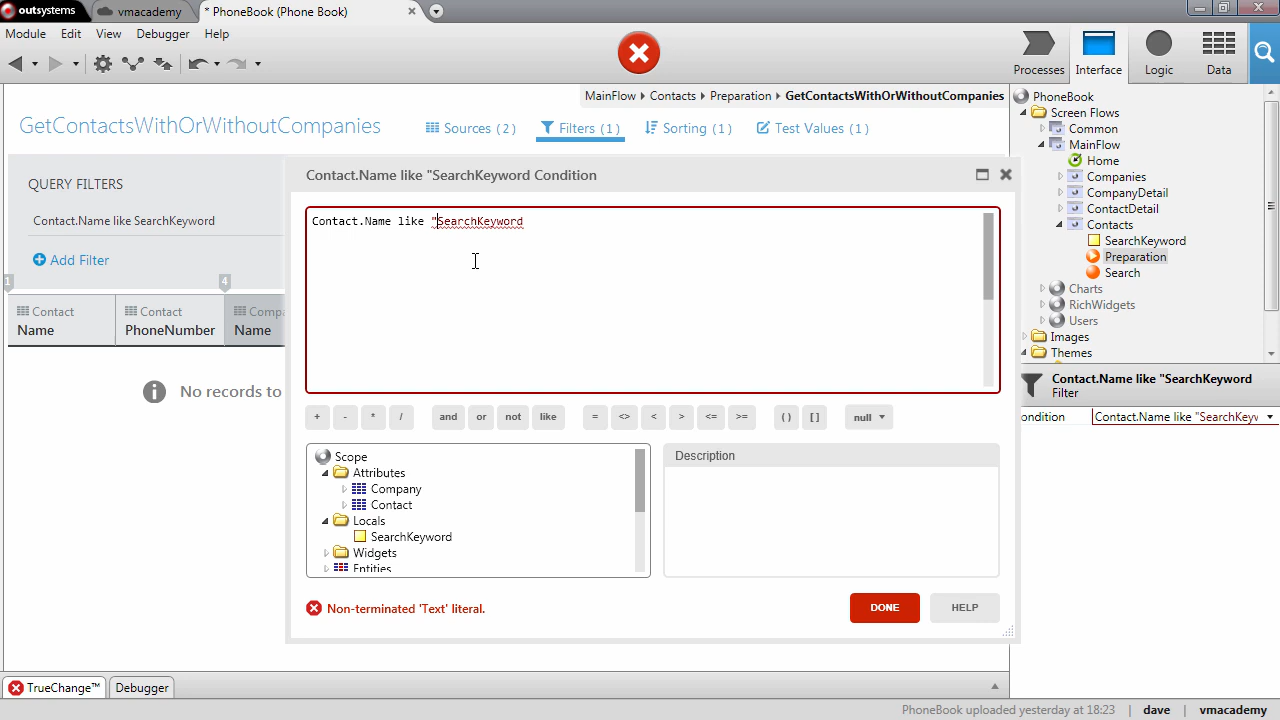 outsystems
vmacademy
* PhoneBook (Phone Book)
Module Edit View Debugger Help
Processes Interface Logic Data
MainFlow Contacts Preparation GetContactsWithOrWithoutCompanies
GetContactsWithOrWithoutCompanies
Sources (2)
Filters (1)
Sorting (1)
Test Values (1)
QUERY FILTERS
Contact.Name like SearchKeyword
Add Filter
1
4
Contact
Name
Contact
PhoneNumber
Compa
Name
No records to
Contact.Name like "SearchKeyword Condition
Contact.Name like "SearchKeyword
+ - * / and or not like = <> < > <= >= ( ) [ ] null
Scope
Attributes
Company
Contact
Locals
SearchKeyword
Widgets
Entities
Description
Non-terminated 'Text' literal.
DONE
HELP
PhoneBook
Screen Flows
Common
MainFlow
Home
Companies
CompanyDetail
ContactDetail
Contacts
SearchKeyword
Preparation
Search
Charts
RichWidgets
Users
Images
Themes
Contact.Name like "SearchKeyword
Filter
ondition
Contact.Name like "SearchKeyw
TrueChange™
Debugger
PhoneBook uploaded yesterday at 18:23 | dave | vmacademy